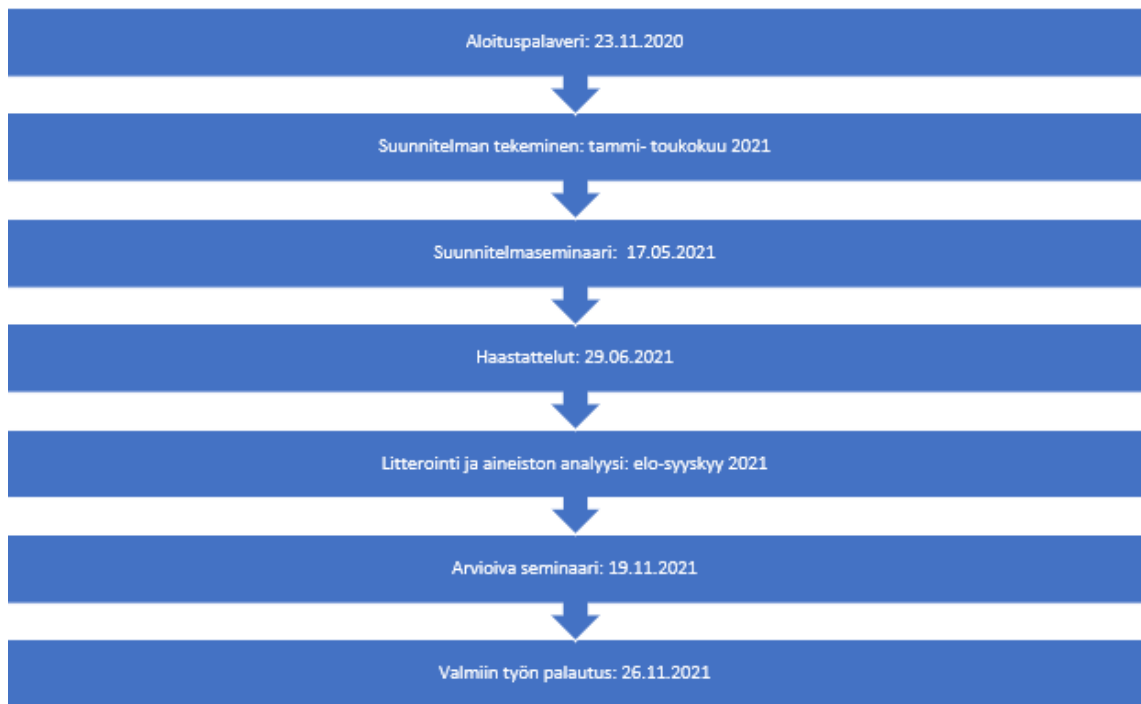 Aloituspalaveri: 23.11.2020
Suunnitelman tekeminen: tammi- toukokuu 2021
Suunnitelmaseminaari:  17.05.2021
Haastattelut: 29.06.2021
Litterointi ja aineiston analyysi: elo-syyskyy 2021
Arvioiva seminaari: 19.11.2021
Valmiin työn palautus: 26.11.2021